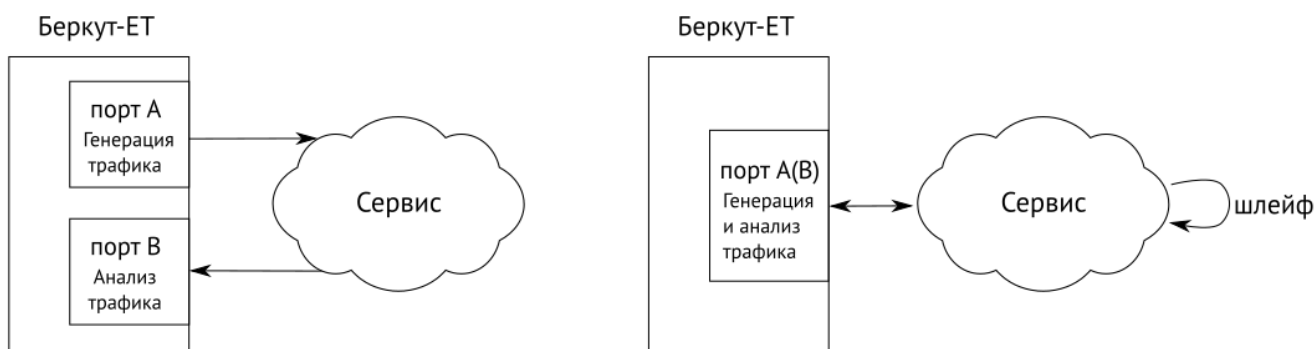 Беркут-ЕТ
порт А
Генерация
трафика
порт В
Анализ
трафика
Сервис
Беркут-ЕТ
порт А(В)
Генерация
и анализ
трафика
Сервис
шлейф